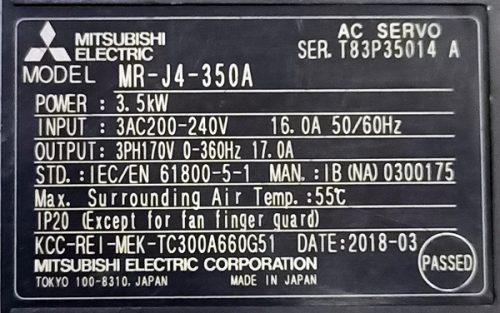 MITSUBISHI ELECTRIC
AC SERVO
SER. T83P35014 A
MODEL MR-J4-350A
POWER : 3.5kW
INPUT : 3AC200-240V 16.0A 50/60Hz
OUTPUT: 3PH170V 0-360Hz 17.0A
STD.: IEC/EN 61800-5-1 MAN.: IB(NA)0300175
Max. Surrounding Air Temp.:55℃
IP20 (Except for fan finger guard)
KCC-REI-MEK-TC300A660G51 DATE:2018-03
MITSUBISHI ELECTRIC CORPORATION
TOKYO 100-8310, JAPAN MADE IN JAPAN
PASSED